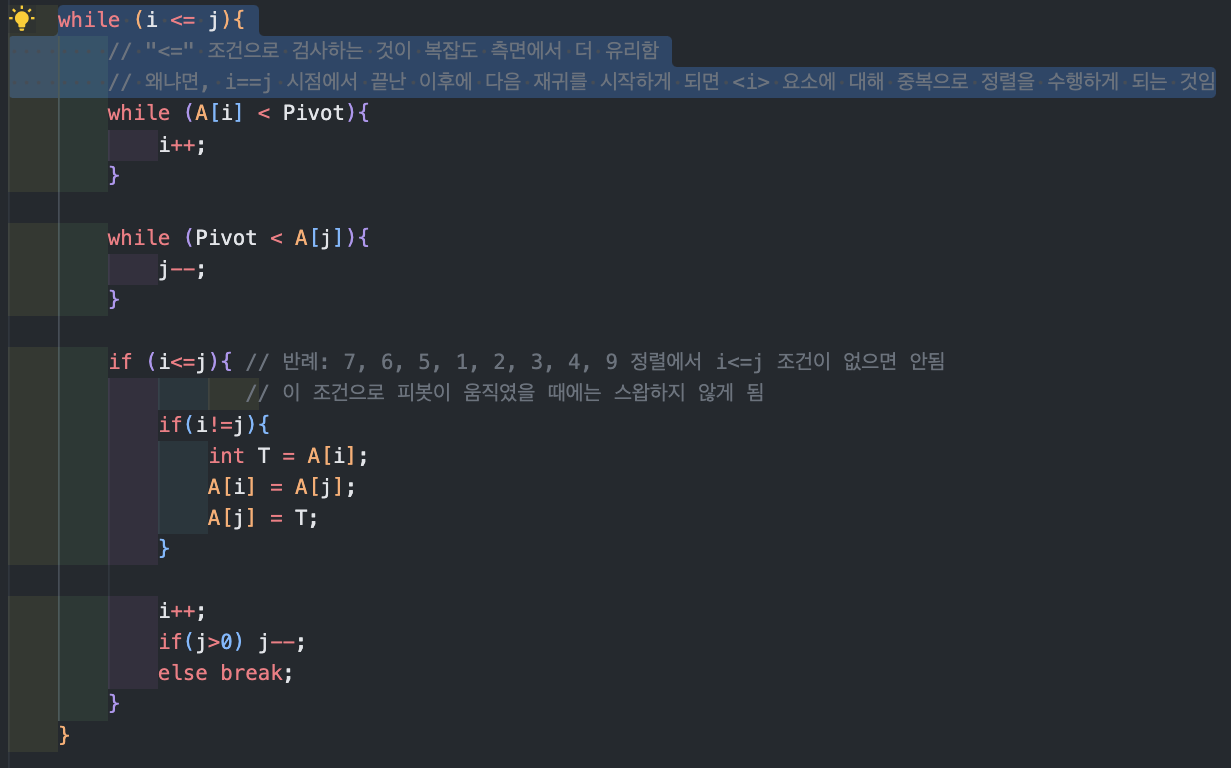 while (i <= j){
// "<=" 조건으로 검사하는 것이 복잡도 측면에서 더 유리함
// 왜냐면, i==j 시점에서 끝난 이후에 다음 재귀를 시작하게 되면 <i> 요소에 대해 중복으로 정렬을 수행하게 되는 것임
while (A[i] < Pivot){
i++;
}
while (Pivot < A[j]){
j--;
}
if (i<=j){ // 반례: 7, 6, 5, 1, 2, 3, 4, 9 정렬에서 i<=j 조건이 없으면 안됨
// 이 조건으로 피봇이 움직였을 때에는 스왑하지 않게 됨
if(i!=j){
int T = A[i];
A[i] = A[j];
A[j] = T;
}
i++;
if(j>0) j--;
else break;
}
}